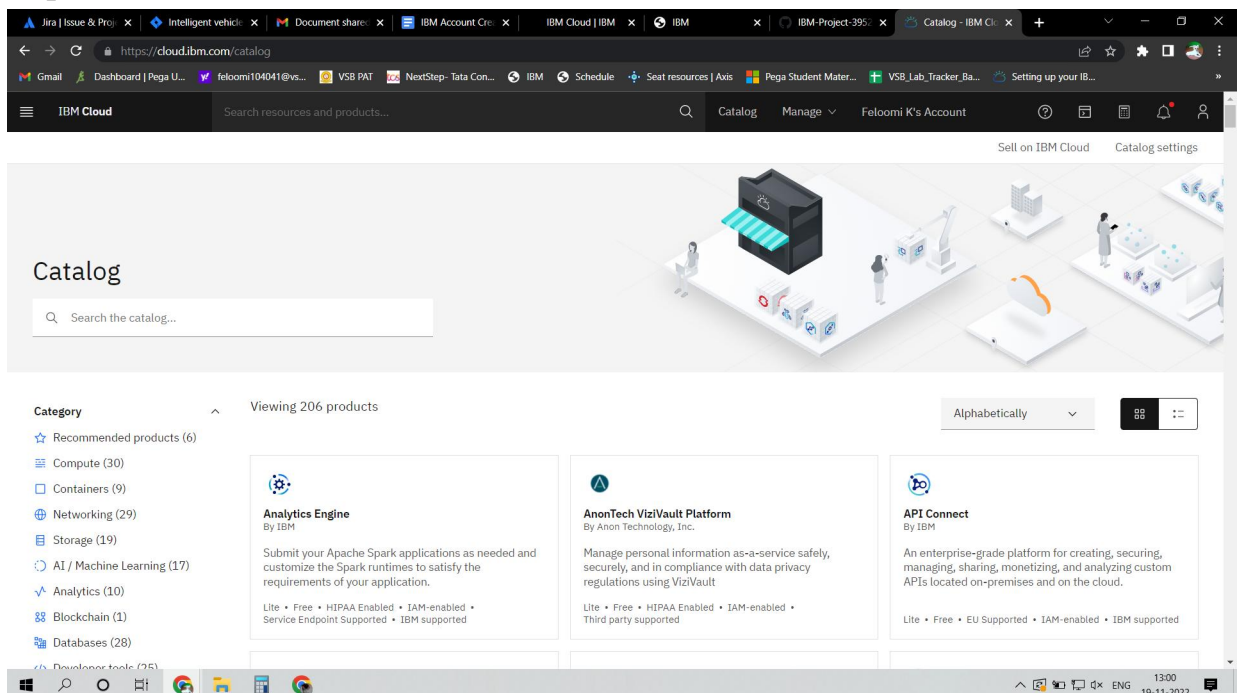 Jira | Issue & Proj
Intelligent vehicle
Document shared
IBM Account Cre
IBM Cloud | IBM
IBM
IBM-Project-3952
Catalog - IBM Clo
https://cloud.ibm.com/catalog
Gmail
Dashboard | Pega U...
feloomi104041@vs...
VSB PAT
NextStep- Tata Con...
IBM
Schedule
Seat resources | Axis
Pega Student Mater...
VSB_Lab_Tracker_Ba...
Setting up your IB...
»
IBM Cloud
Search resources and products...
Catalog
Manage
Feloomi K's Account
Sell on IBM Cloud
Catalog settings
Catalog
Search the catalog...
Category
Recommended products (6)
Compute (30)
Containers (9)
Networking (29)
Storage (19)
AI / Machine Learning (17)
Analytics (10)
Blockchain (1)
Databases (28)
Developer tools (25)
Viewing 206 products
Alphabetically
Analytics Engine
By IBM
Submit your Apache Spark applications as needed and
customize the Spark runtimes to satisfy the
requirements of your application.
Lite • Free • HIPAA Enabled • IAM-enabled •
Service Endpoint Supported • IBM supported
AnonTech ViziVault Platform
By Anon Technology, Inc.
Manage personal information as-a-service safely,
securely, and in compliance with data privacy
regulations using ViziVault
Lite • Free • HIPAA Enabled • IAM-enabled •
Third party supported
API Connect
By IBM
An enterprise-grade platform for creating, securing,
managing, sharing, monetizing, and analyzing custom
APIs located on-premises and on the cloud.
Lite • Free • EU Supported • IAM-enabled • IBM supported
ENG
13:00
19-11-2022